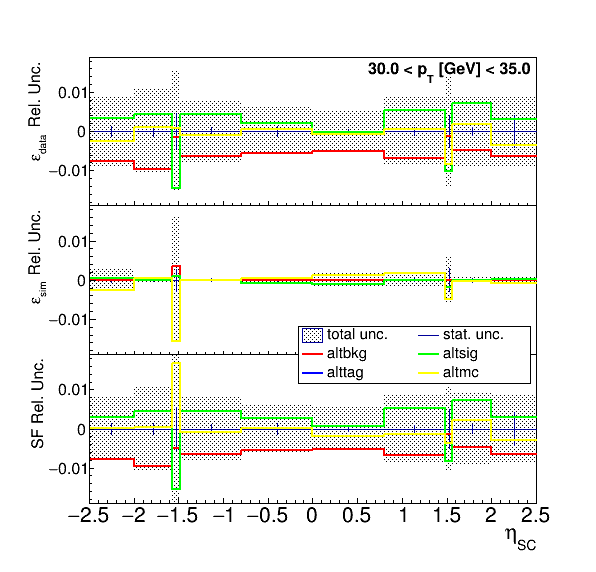 30.0 < p_T [GeV] < 35.0
ε_data Rel. Unc.
0.01
0
−0.01
ε_sim Rel. Unc.
0.01
0
−0.01
total unc. stat. unc.
altbkg altsig
alttag altmc
SF Rel. Unc.
0.01
0
−0.01
−2.5 −2 −1.5 −1 −0.5 0 0.5 1 1.5 2 2.5
η_SC